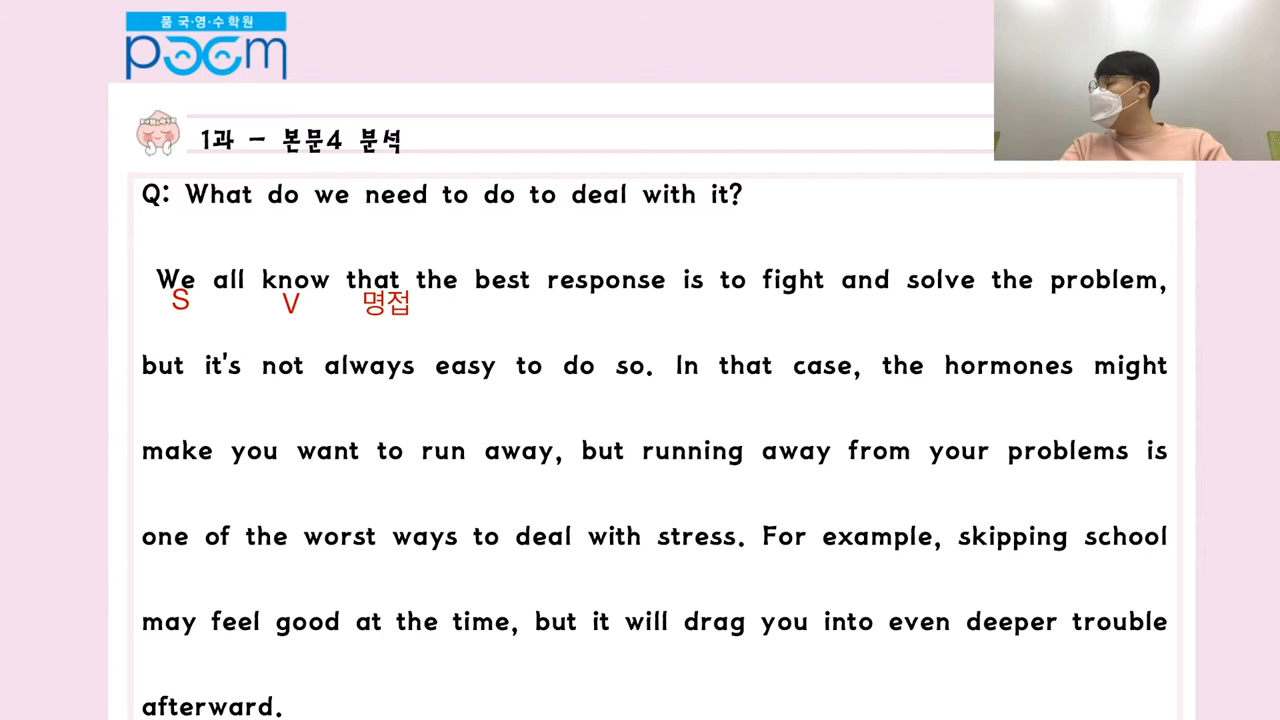 품 국·영·수 학원
poem
1과 - 본문4 분석
Q: What do we need to do to deal with it?
We all know that the best response is to fight and solve the problem,
S V 명접
but it's not always easy to do so. In that case, the hormones might
make you want to run away, but running away from your problems is
one of the worst ways to deal with stress. For example, skipping school
may feel good at the time, but it will drag you into even deeper trouble
afterward.